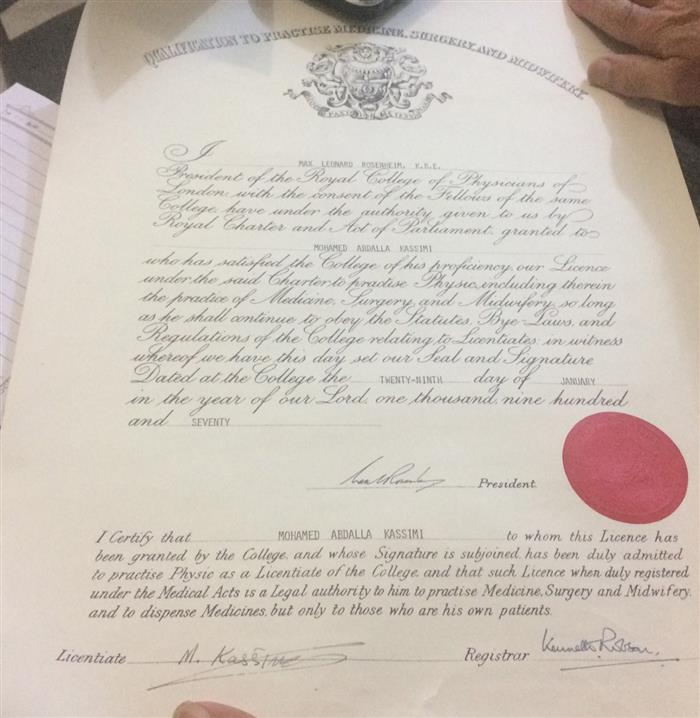 QUALIFICATION TO PRACTISE MEDICINE, SURGERY, AND MIDWIFERY.
I MAX LEONARD ROSENHEIM, K.B.E.
President of the Royal College of Physicians of
London, with the consent of the Fellows of the same
College, have under the authority given to us by
Royal Charter and Act of Parliament, granted to
MOHAMED ABDALLA KASSIMI
who has satisfied the College of his proficiency, our Licence
under the said Charter to practise Physic, including therein
the practice of Medicine, Surgery, and Midwifery, so long
as he shall continue to obey the Statutes, Bye-Laws, and
Regulations of the College relating to Licentiates; in witness
whereof we have this day set our Seal and Signature
Dated at the College the TWENTY-NINTH day of JANUARY
in the year of our Lord, one thousand, nine hundred
and SEVENTY
President
I Certify that MOHAMED ABDALLA KASSIMI to whom this Licence has
been granted by the College, and whose Signature is subjoined, has been duly admitted
to practise Physic as a Licentiate of the College, and that such Licence when duly registered
under the Medical Acts is a Legal authority to him to practise Medicine, Surgery and Midwifery,
and to dispense Medicines, but only to those who are his own patients.
Licentiate M. Kassimi Registrar